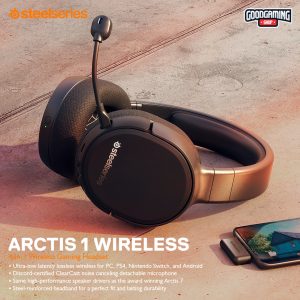 steelseries
GOODGAMING
SHOP
steelseries
ARCTIS 1 WIRELESS
4-in-1 Wireless Gaming Headset
• Ultra-low latency lossless wireless for PC, PS4, Nintendo Switch, and Android
• Discord-certified ClearCast noise canceling detachable microphone
• Same high-performance speaker drivers as the award winning Arctis 7
• Steel-reinforced headband for a perfect fit and lasting durability